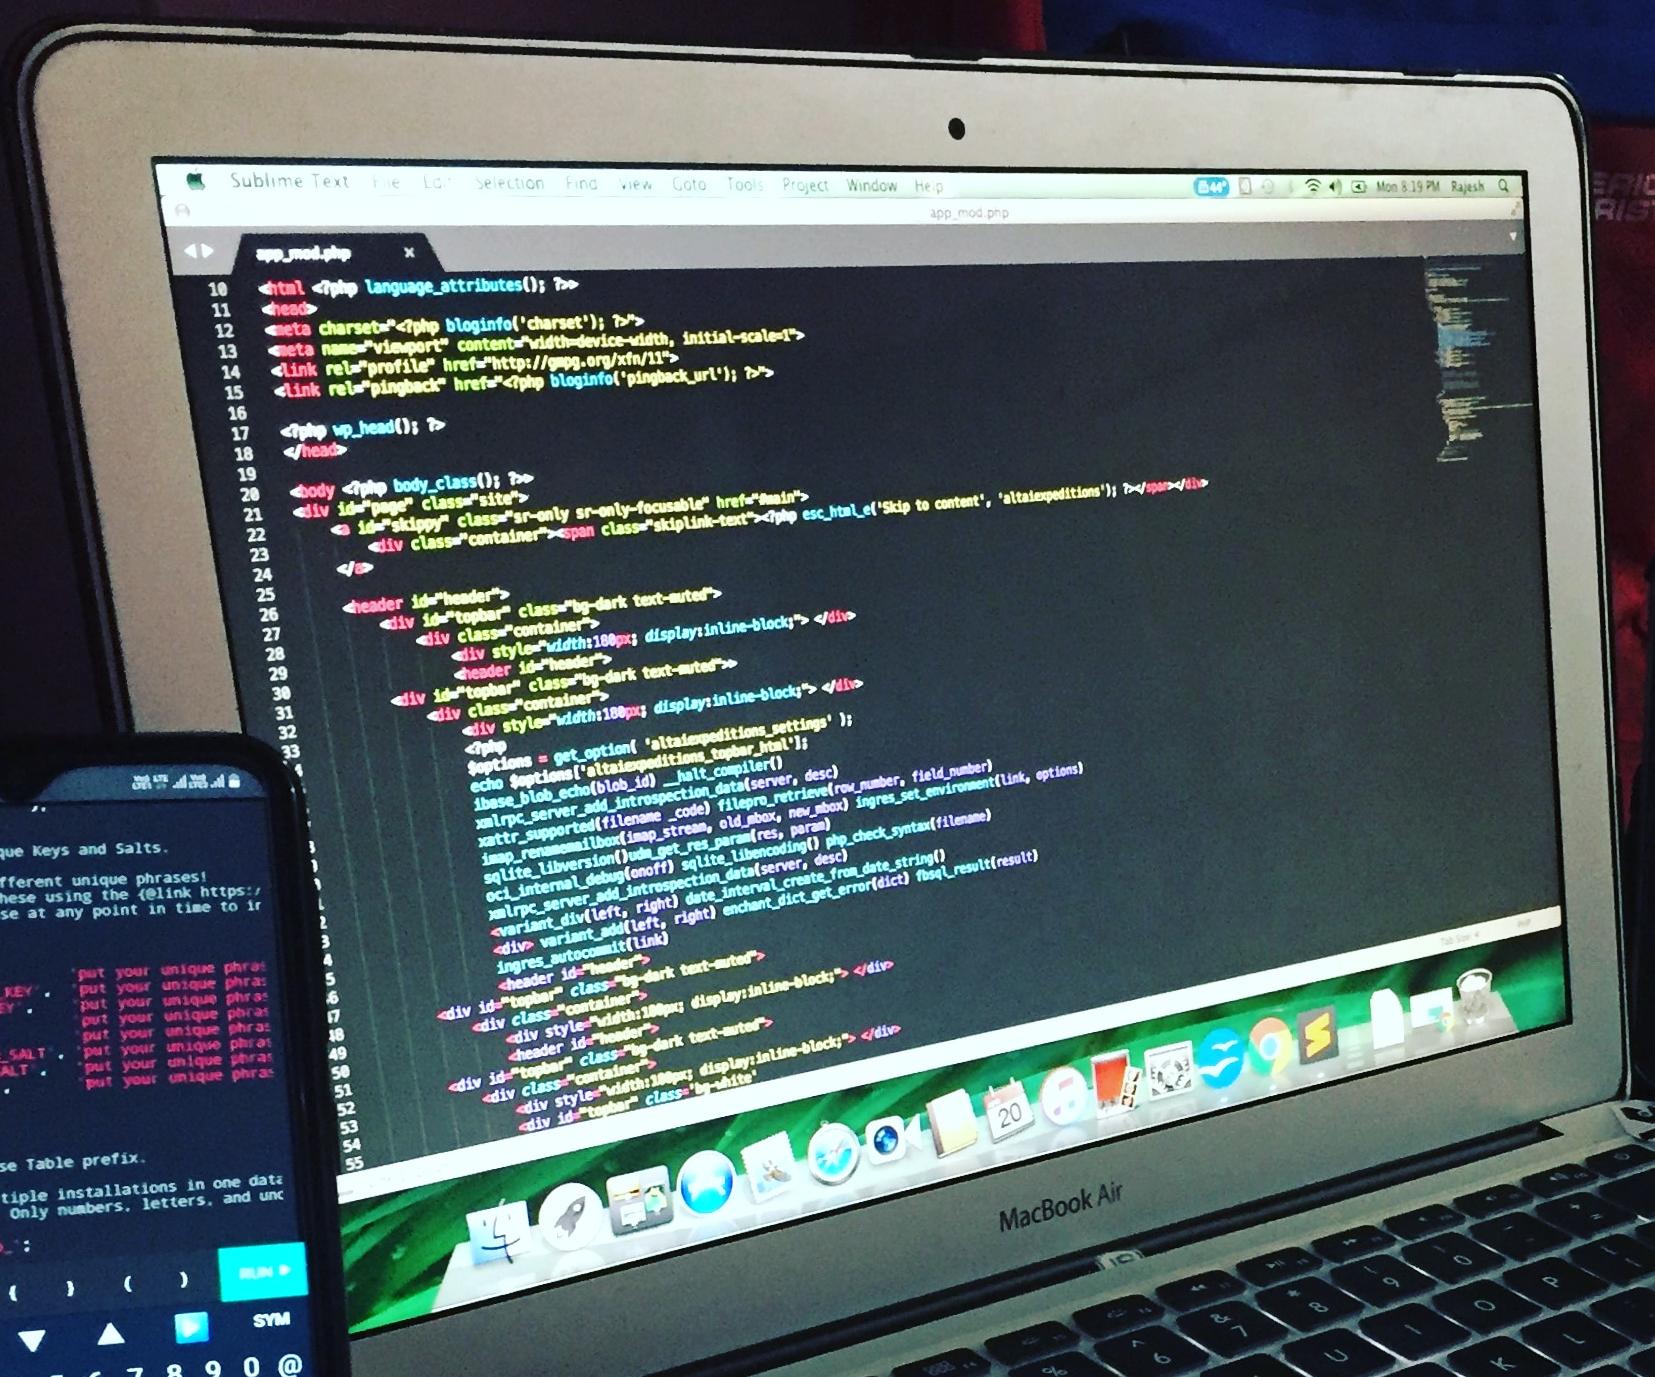 Sublime Text File Edit Selection Find View Goto Tools Project Window Help 44° Mon 8:19 PM Rajesh
app_mod.php
app_mod.php x
10 <html <?php language_attributes(); ?>>
11 <head>
12 <meta charset="<?php bloginfo('charset'); ?>">
13 <meta name="viewport" content="width=device-width, initial-scale=1">
14 <link rel="profile" href="http://gmpg.org/xfn/11">
15 <link rel="pingback" href="<?php bloginfo('pingback_url'); ?>">
16
17 <?php wp_head(); ?>
18 </head>
19
20 <body <?php body_class(); ?>>
21 <div id="page" class="site">
22 <a id="skippy" class="sr-only sr-only-focusable" href="#main">
23 <div class="container"><span class="skiplink-text"><?php esc_html_e('Skip to content', 'altaiexpeditions'); ?></span></div>
24 </a>
25
26 <header id="header">
27 <div id="topbar" class="bg-dark text-muted">
28 <div class="container">
29 <div style="width:180px; display:inline-block;"> </div>
30 <header id="header">
31 <div id="topbar" class="bg-dark text-muted">>
32 <div class="container">
33 <div style="width:180px; display:inline-block;"> </div>
<?php
$options = get_option( 'altaiexpeditions_settings' );
echo $options['altaiexpeditions_topbar_html'];
ibase_blob_echo(blob_id) __halt_compiler()
xmlrpc_server_add_introspection_data(server, desc)
xattr_supported(filename _code) filepro_retrieve(row_number, field_number)
imap_renamemailbox(imap_stream, old_mbox, new_mbox) ingres_set_environment(link, options)
sqlite_libversion()udm_get_res_param(res, param)
oci_internal_debug(onoff) sqlite_libencoding() php_check_syntax(filename)
xmlrpc_server_add_introspection_data(server, desc)
<variant_div(left, right) date_interval_create_from_date_string()
<div> variant_add(left, right) enchant_dict_get_error(dict) fbsql_result(result)
ingres_autocommit(link)
<header id="header">
<div id="topbar" class="bg-dark text-muted">
<div class="container">
48 <div style="width:180px; display:inline-block;"> </div>
49 <header id="header">
50 <div id="topbar" class="bg-dark text-muted">
51 <div class="container">
52 <div style="width:180px; display:inline-block;"> </div>
53 <div id="topbar" class='bg-white'
54
55
Tab Size: 4 PHP
20
MacBook Air
que Keys and Salts.
fferent unique phrases!
hese using the {@link https:/
se at any point in time to in
'put your unique phras
_KEY', 'put your unique phras
EY', 'put your unique phras
'put your unique phras
'put your unique phras
E_SALT', 'put your unique phras
ALT', 'put your unique phras
'put your unique phras
se Table prefix.
tiple installations in one data
Only numbers, letters, and unc
{ } ( ) RUN
SYM
6 7 8 9 0 @